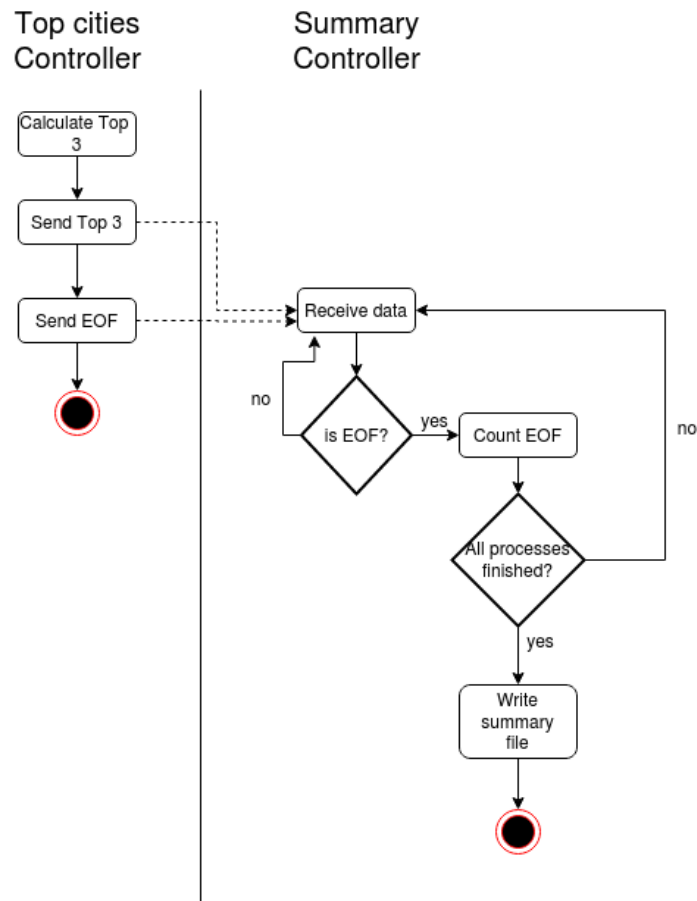 Top cities
Controller
Summary
Controller
Calculate Top
3
Send Top 3
Send EOF
Receive data
no
is EOF?
yes
Count EOF
no
All processes
finished?
yes
Write
summary
file